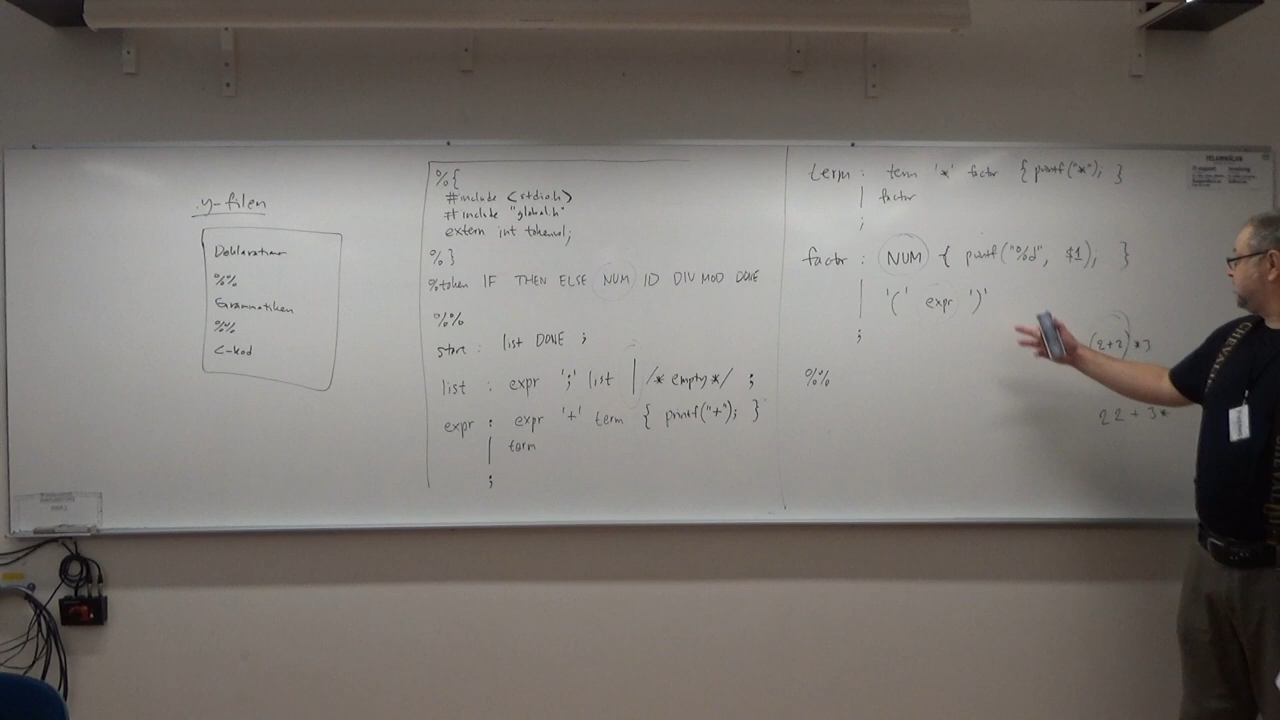 .y-filen
Deklarationer
%%
Grammatiken
%%
C-kod
%{
#include <stdio.h>
#include "global.h"
extern int tokenval;
%}
%token IF THEN ELSE NUM ID DIV MOD DONE
%%
start : list DONE ;
list : expr ';' list | /* empty */ ;
expr : expr '+' term { printf("+"); }
| term
;
term : term '*' factor { printf("*"); }
| factor
;
factor : NUM { printf("%d", $1); }
| '(' expr ')'
;
%%
(2+2)*3
2 2 + 3 *
FELANMÄLAN
CHEVROLET